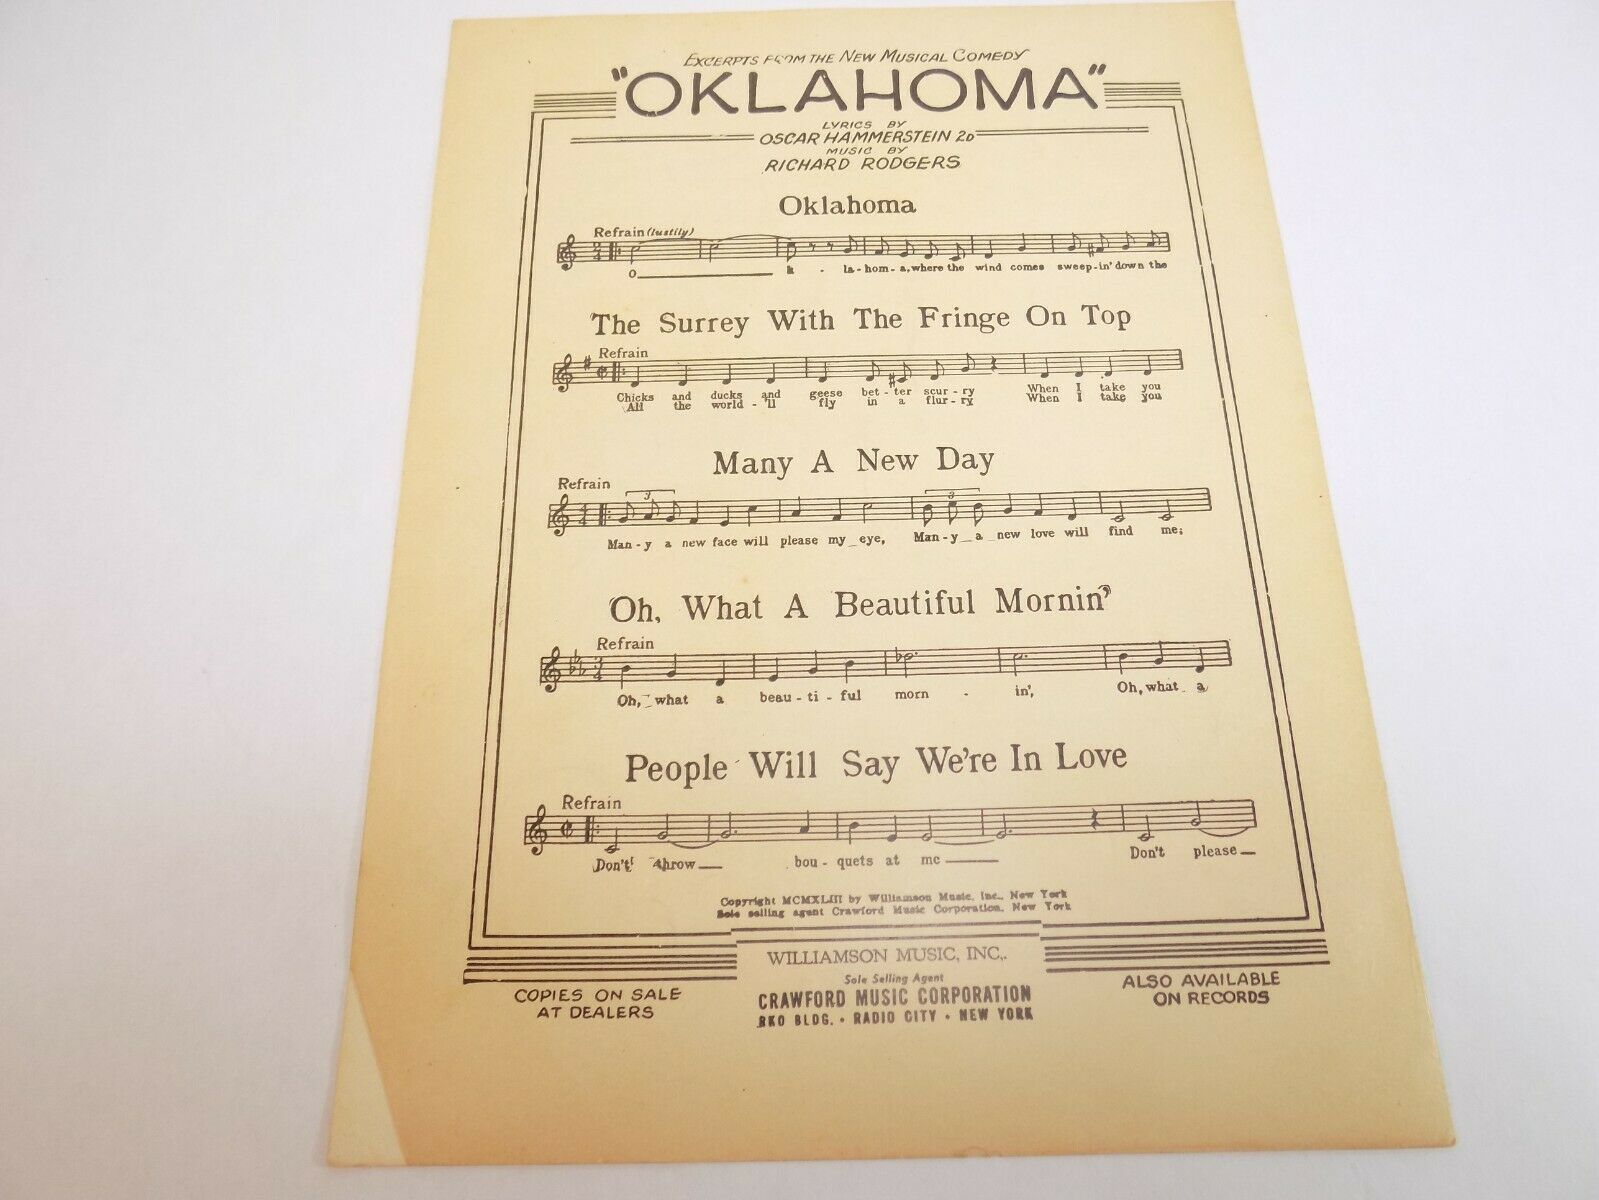 EXCERPTS FROM THE NEW MUSICAL COMEDY
"OKLAHOMA"
LYRICS BY
OSCAR HAMMERSTEIN 2D
MUSIC BY
RICHARD RODGERS
Oklahoma
Refrain (lustily)
O k - la-hom-a, where the wind comes sweep-in' down the
The Surrey With The Fringe On Top
Refrain
Chicks and ducks and geese bet-ter scur-ry When I take you
All the world-'ll fly in a flur-ry When I take you
Many A New Day
Refrain
3 3
Man-y a new face will please my eye, Man-y a new love will find me;
Oh, What A Beautiful Mornin'
Refrain
Oh, what a beau-ti-ful morn - in', Oh, what a
People Will Say We're In Love
Refrain
Don't throw bou-quets at me Don't please
Copyright MCMXLIII by Williamson Music, Inc., New York
Sole selling agent Crawford Music Corporation, New York
WILLIAMSON MUSIC, INC.
Sole Selling Agent
CRAWFORD MUSIC CORPORATION
RKO BLDG. • RADIO CITY • NEW YORK
COPIES ON SALE
AT DEALERS
ALSO AVAILABLE
ON RECORDS